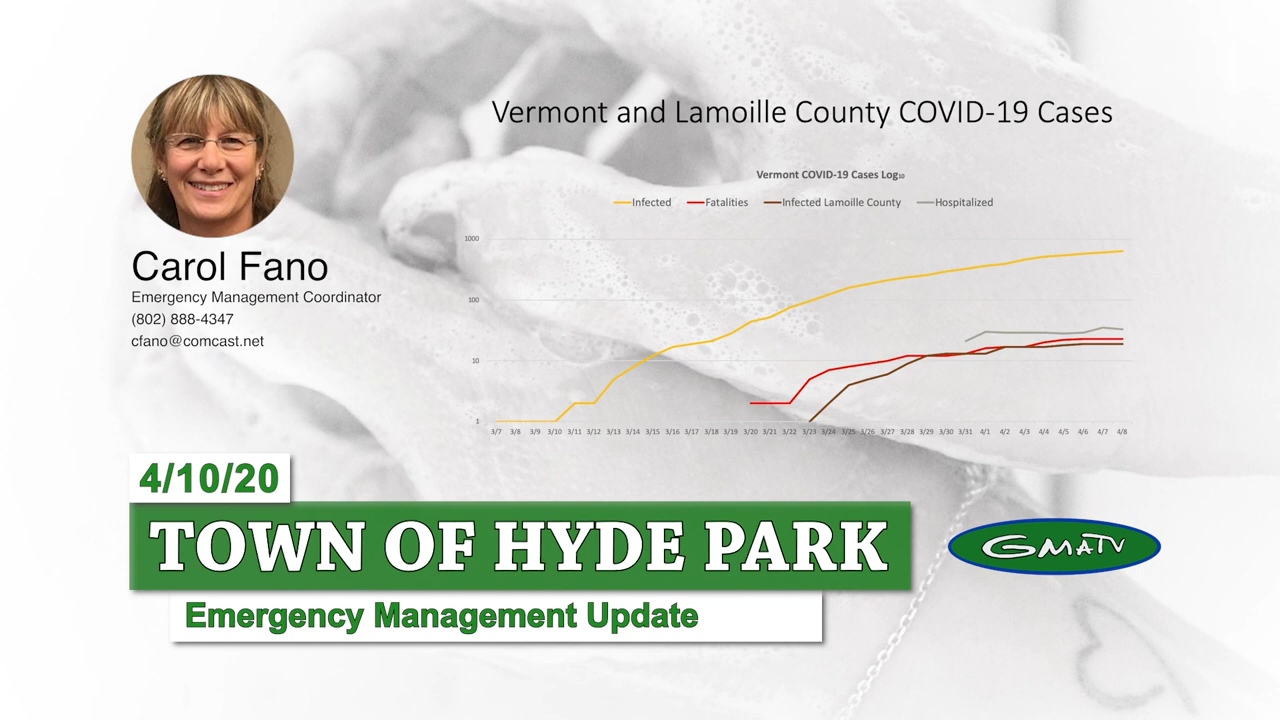 Vermont and Lamoille County COVID-19 Cases
Vermont COVID-19 Cases Log₁₀
Infected Fatalities Infected Lamoille County Hospitalized
1000
100
10
1
3/7 3/8 3/9 3/10 3/11 3/12 3/13 3/14 3/15 3/16 3/17 3/18 3/19 3/20 3/21 3/22 3/23 3/24 3/25 3/26 3/27 3/28 3/29 3/30 3/31 4/1 4/2 4/3 4/4 4/5 4/6 4/7 4/8
Carol Fano
Emergency Management Coordinator
(802) 888-4347
cfano@comcast.net
4/10/20
TOWN OF HYDE PARK
GMATV
Emergency Management Update